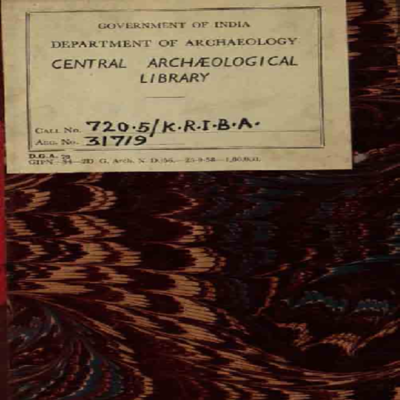 GOVERNMENT OF INDIA
DEPARTMENT OF ARCHAEOLOGY
CENTRAL ARCHÆOLOGICAL
LIBRARY
CALL No. 720.5/K.R.I.B.A.
ACC. No. 31719
D.G.A. 79